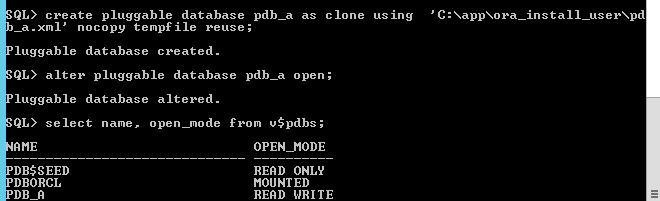 SQL> create pluggable database pdb_a as clone using  'C:\app\ora_install_user\pd
b_a.xml' nocopy tempfile reuse;
Pluggable database created.
SQL> alter pluggable database pdb_a open;
Pluggable database altered.
SQL> select name, open_mode from v$pdbs;
NAME                           OPEN_MODE
------------------------------ ----------
PDB$SEED                       READ ONLY
PDBORCL                        MOUNTED
PDB_A                          READ WRITE